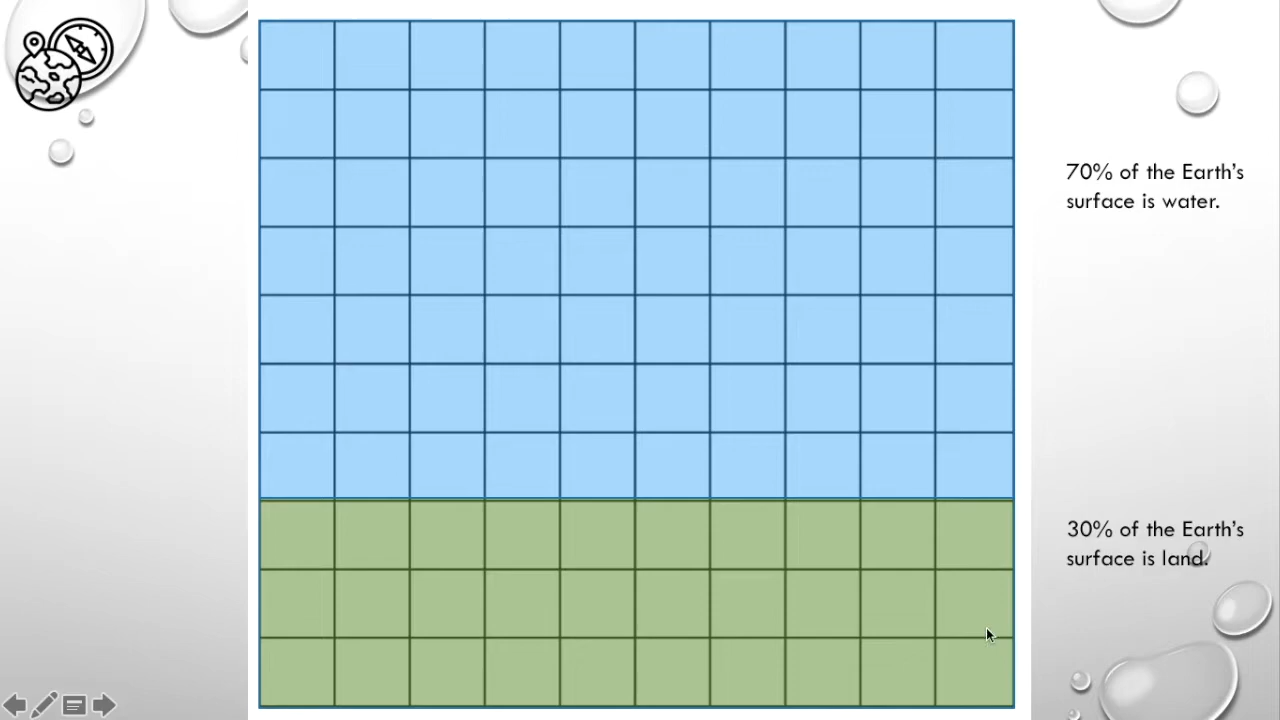 70% of the Earth’s
surface is water.
30% of the Earth’s
surface is land.